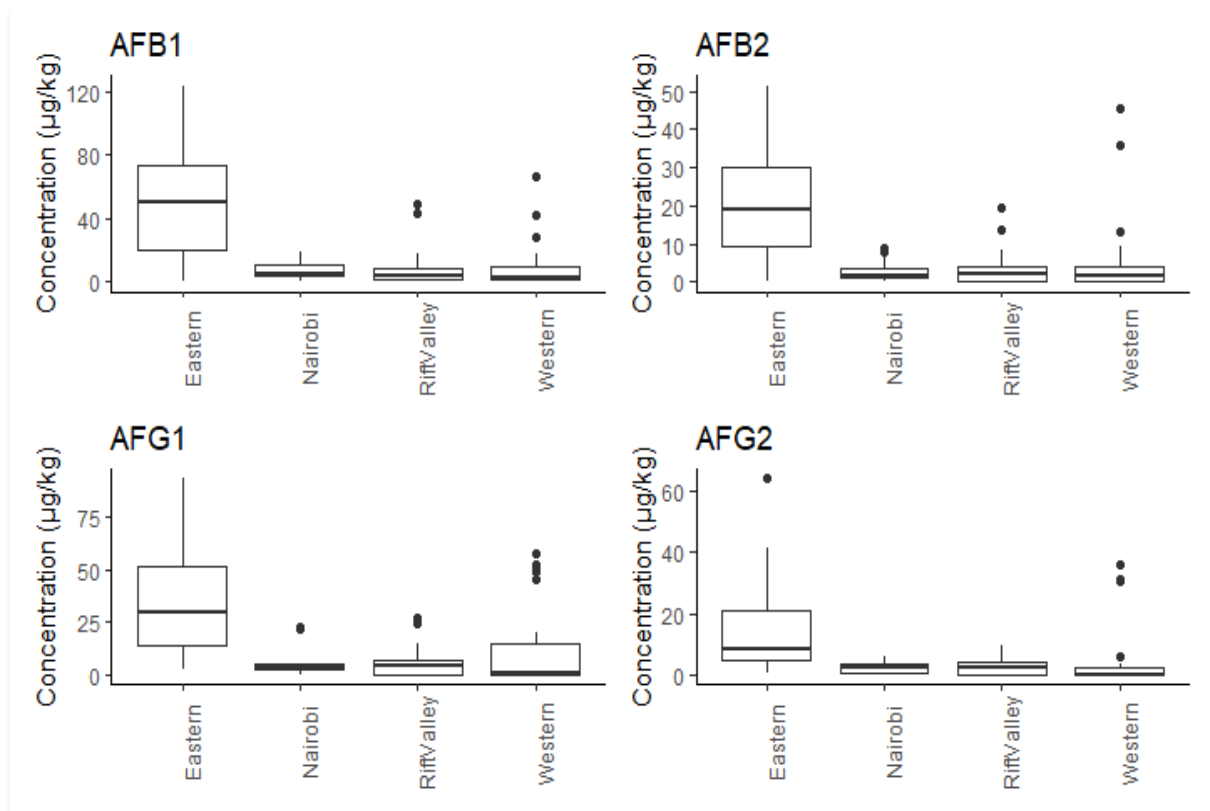 AFB1
Concentration (µg/kg)
120
80
40
0
Eastern
Nairobi
RiftValley
Western
AFB2
Concentration (µg/kg)
50
40
30
20
10
0
Eastern
Nairobi
RiftValley
Western
AFG1
Concentration (µg/kg)
75
50
25
0
Eastern
Nairobi
RiftValley
Western
AFG2
Concentration (µg/kg)
60
40
20
0
Eastern
Nairobi
RiftValley
Western